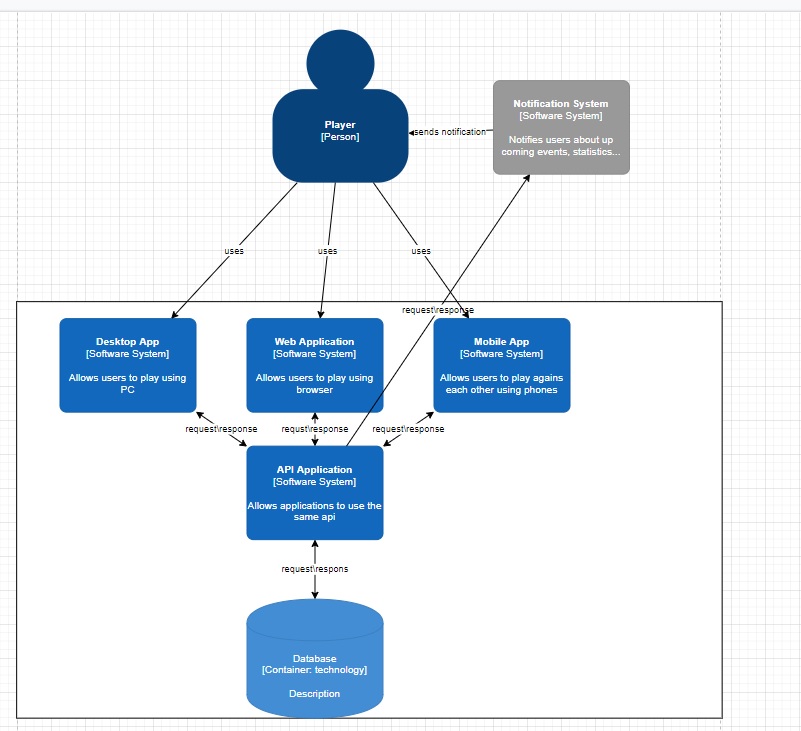 Player
[Person]
sends notification
Notification System
[Software System]
Notifies users about up
coming events, statistics...
uses
uses
uses
request\response
Desktop App
[Software System]
Allows users to play using
PC
Web Application
[Software System]
Allows users to play using
browser
Mobile App
[Software System]
Allows users to play agains
each other using phones
request\response
requst\response
request\response
API Application
[Software System]
Allows applications to use the
same api
request\respons
Database
[Container: technology]
Description